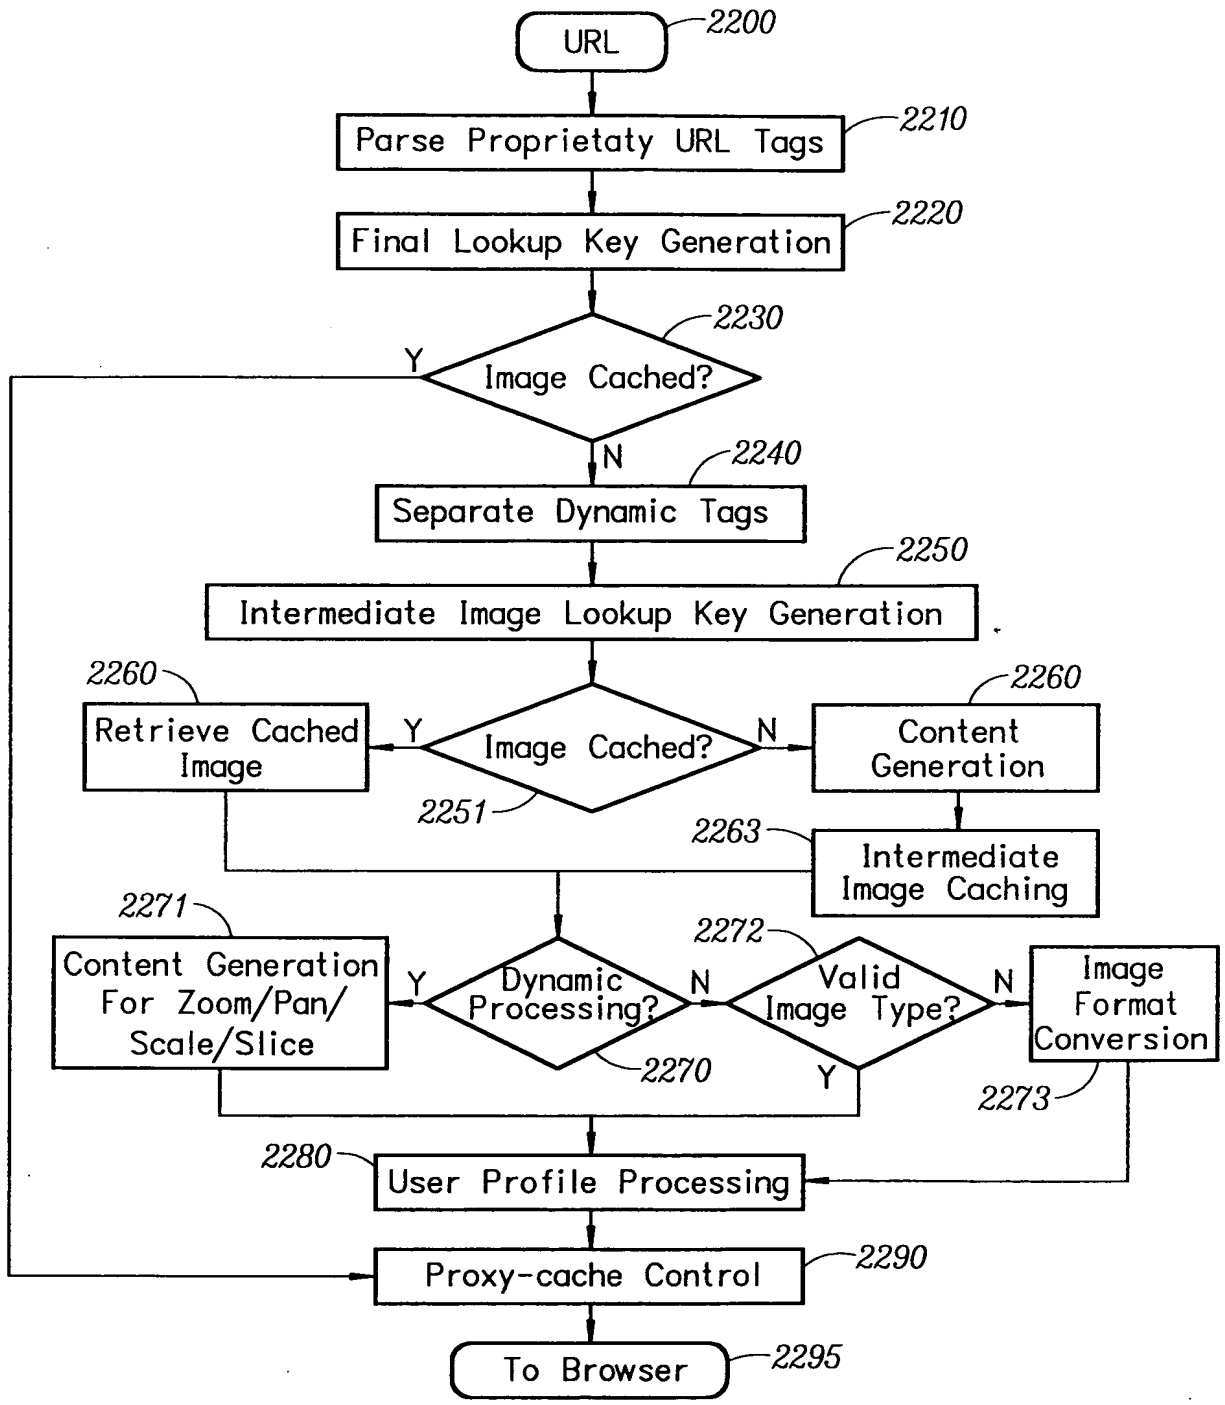 URL
2200
Parse Proprietaty URL Tags
2210
Final Lookup Key Generation
2220
2230
Y
Image Cached?
N
2240
Separate Dynamic Tags
2250
Intermediate Image Lookup Key Generation
2260
Retrieve Cached
Image
Y
Image Cached?
N
2251
2260
Content
Generation
2263
Intermediate
Image Caching
2271
Content Generation
For Zoom/Pan/
Scale/Slice
Y
Dynamic
Processing?
N
2270
2272
Valid
Image Type?
N
Y
Image
Format
Conversion
2273
2280
User Profile Processing
Proxy-cache Control
2290
To Browser
2295